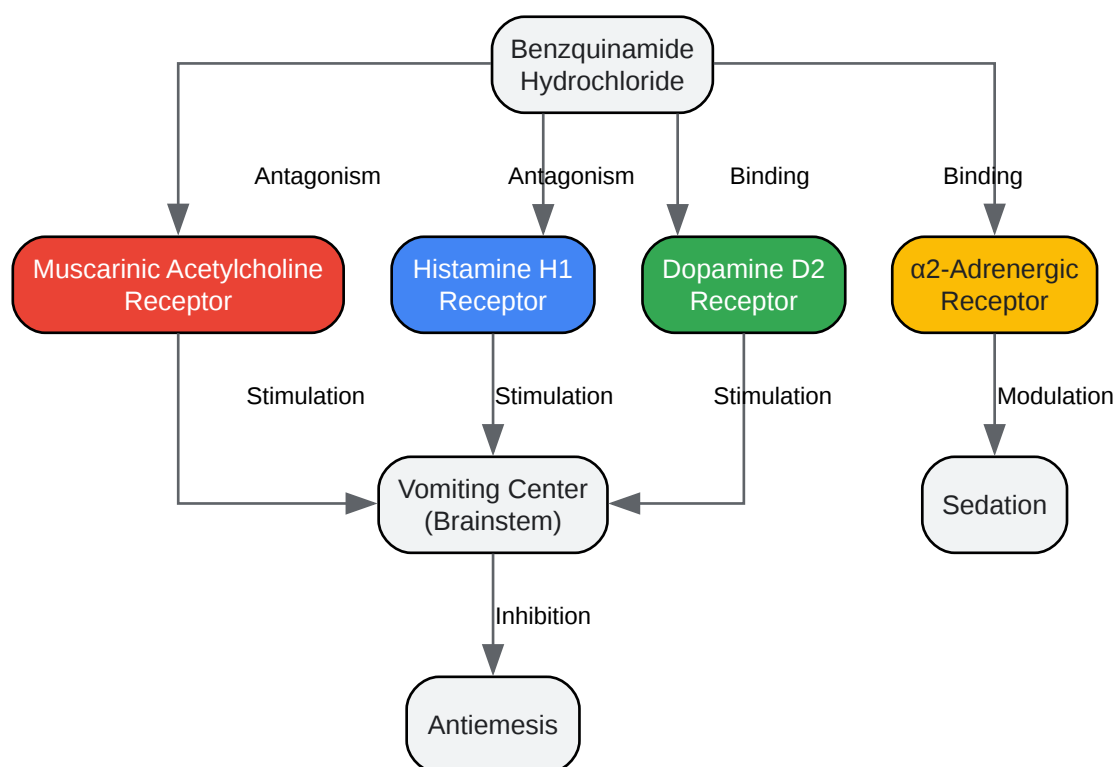 Benzquinamide
Hydrochloride
Antagonism
Antagonism
Binding
Binding
Muscarinic Acetylcholine
Receptor
Histamine H1
Receptor
Dopamine D2
Receptor
α2-Adrenergic
Receptor
Stimulation
Stimulation
Stimulation
Modulation
Vomiting Center
(Brainstem)
Sedation
Inhibition
Antiemesis